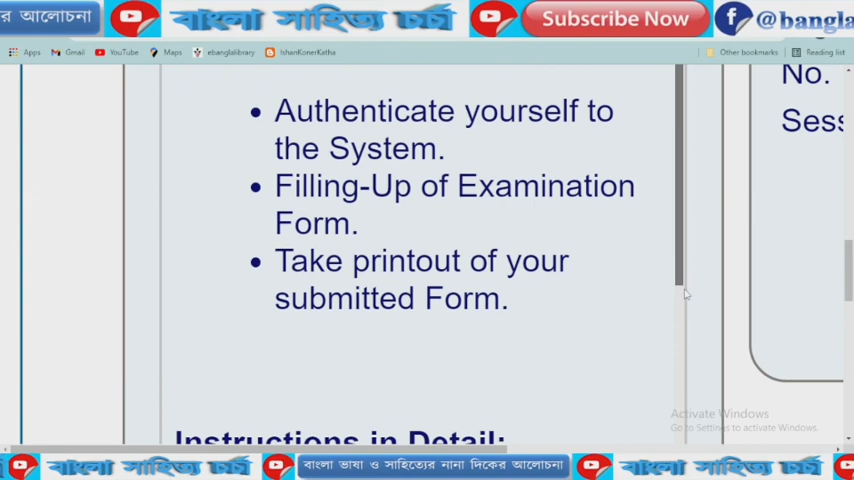 র আলোচনা
বাংলা সাহিত্য চর্চা
Subscribe Now
f
Apps
Gmail
YouTube
Maps
ebanglalibrary
IshanKonerKatha
Other bookmarks
Reading list
Authenticate yourself to
the System.
Filling-Up of Examination
Form.
Take printout of your
submitted Form.
Instructions in Detail:
No.
Activate Windows
Go to Settings to activate Windows.
বাংলা সাহিত্য চর্চা
বাংলা ভাষা ও সাহিত্যের নানা দিকের আলোচনা
বাংলা সাহিত্য চর্চা